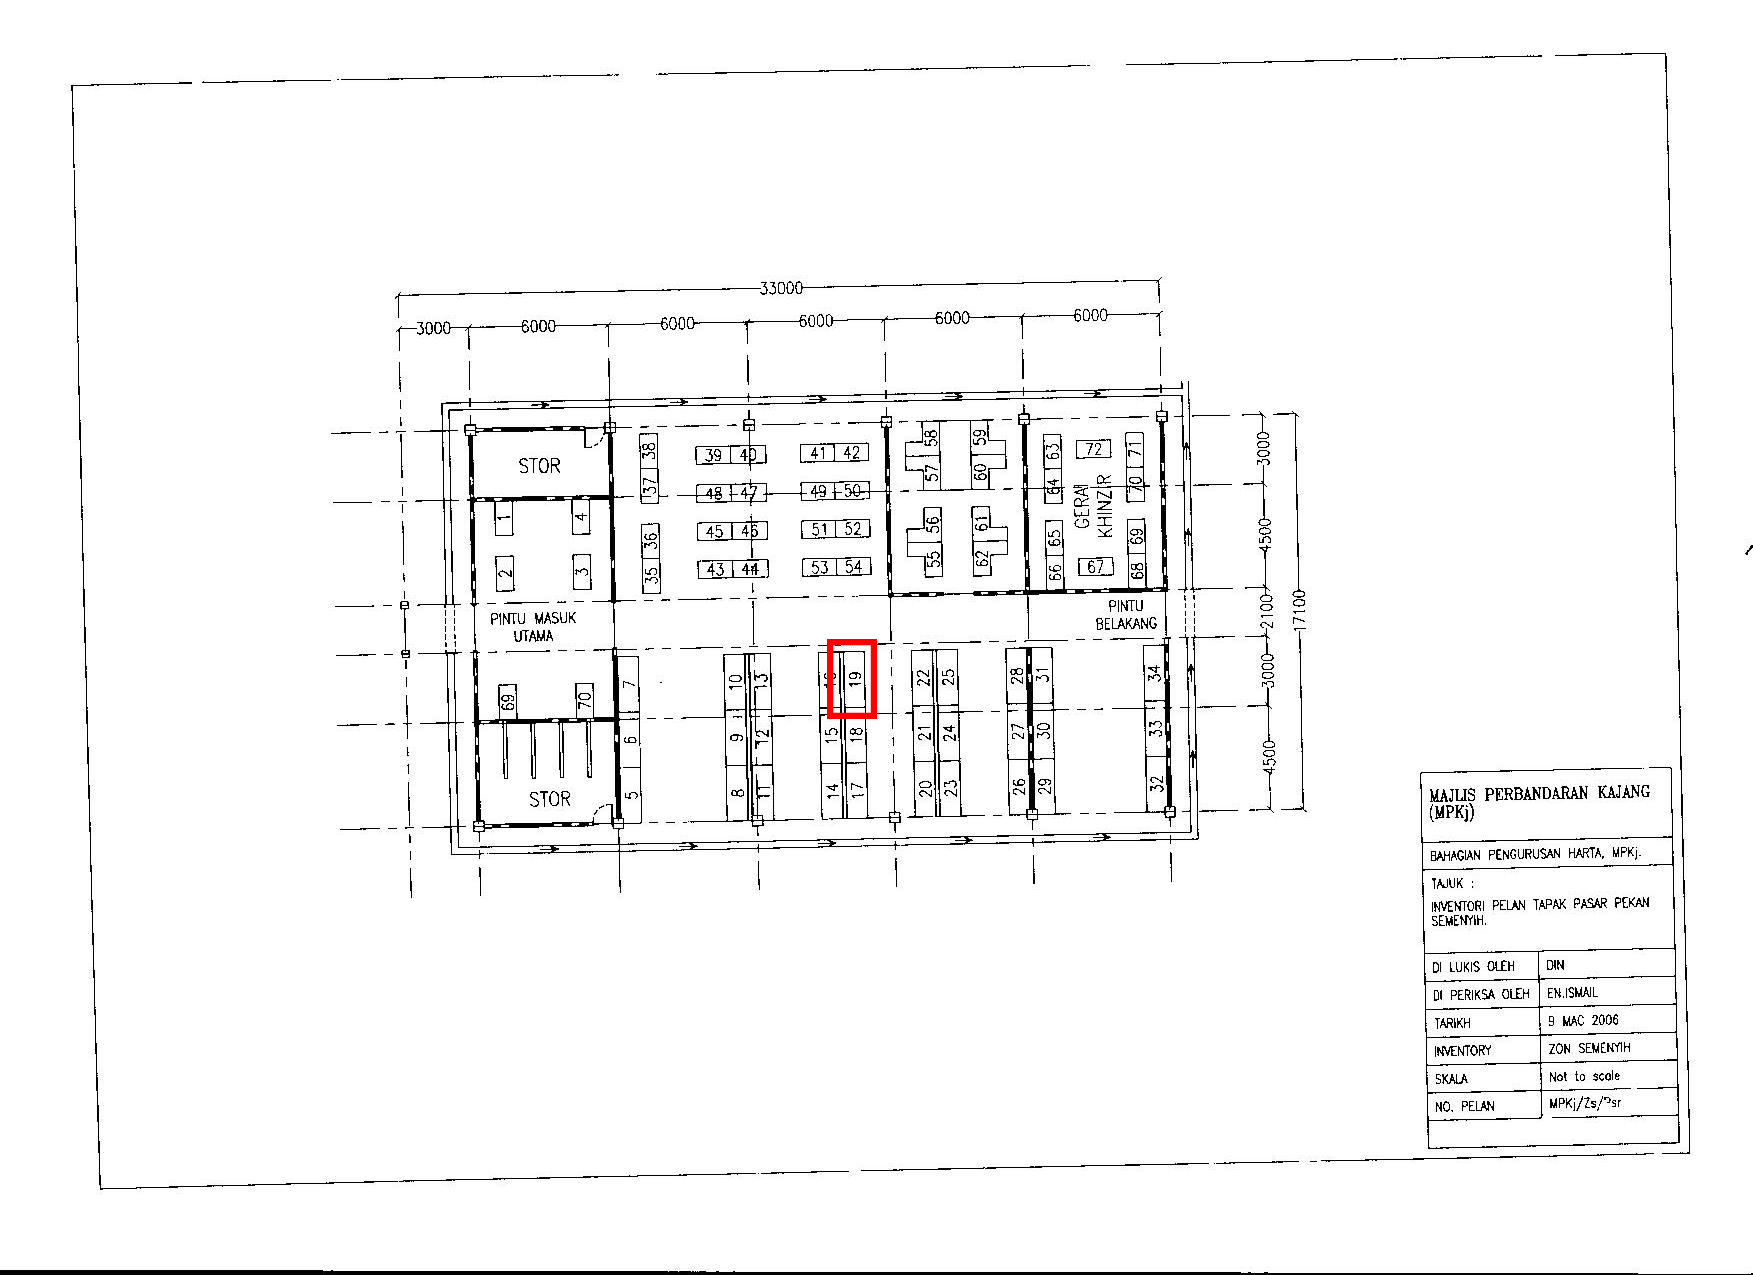 33000
3000 6000 6000 6000 6000 6000
STOR
38 39 40 41 42 58 59 63 72 71
37 48 47 49 50 57 60 64 70
GERAI KHINZIR
1 4 36 45 46 51 52 56 61 65 69
2 3 35 43 44 53 54 55 62 66 67 68
3000
4500
2100
17100
3000
4500
PINTU MASUK
UTAMA
PINTU
BELAKANG
69 70 7 10 13 19 22 25 28 31 34
6 9 12 15 18 21 24 27 30 33
5 8 11 14 17 20 23 26 29 32
STOR
MAJLIS PERBANDARAN KAJANG
(MPKj)
BAHAGIAN PENGURUSAN HARTA, MPKj.
TAJUK :
INVENTORI PELAN TAPAK PASAR PEKAN
SEMENYIH.
DI LUKIS OLEH DIN
DI PERIKSA OLEH EN.ISMAIL
TARIKH 9 MAC 2006
INVENTORY ZON SEMENYIH
SKALA Not to scale
NO. PELAN